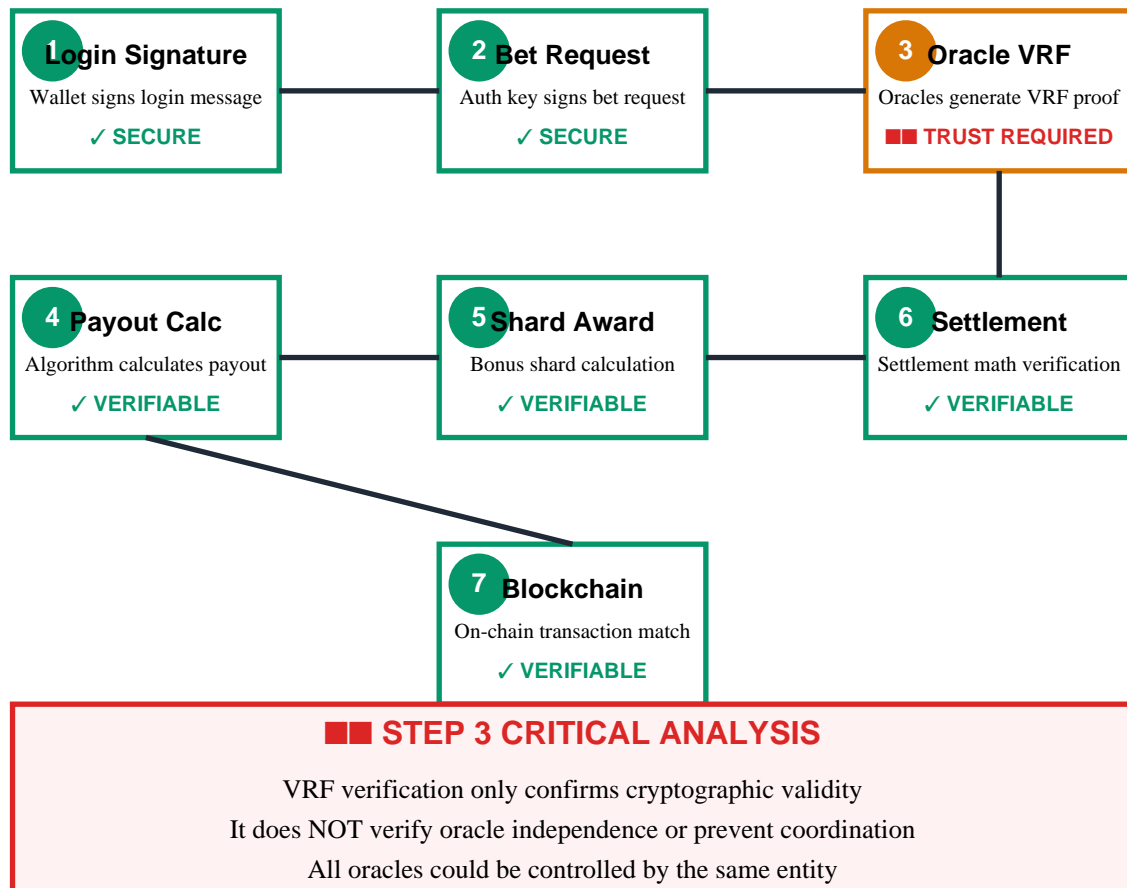 1 Login Signature
Wallet signs login message
✓ SECURE
2 Bet Request
Auth key signs bet request
✓ SECURE
3 Oracle VRF
Oracles generate VRF proof
■■ TRUST REQUIRED
4 Payout Calc
Algorithm calculates payout
✓ VERIFIABLE
5 Shard Award
Bonus shard calculation
✓ VERIFIABLE
6 Settlement
Settlement math verification
✓ VERIFIABLE
7 Blockchain
On-chain transaction match
✓ VERIFIABLE
■■ STEP 3 CRITICAL ANALYSIS
VRF verification only confirms cryptographic validity
It does NOT verify oracle independence or prevent coordination
All oracles could be controlled by the same entity